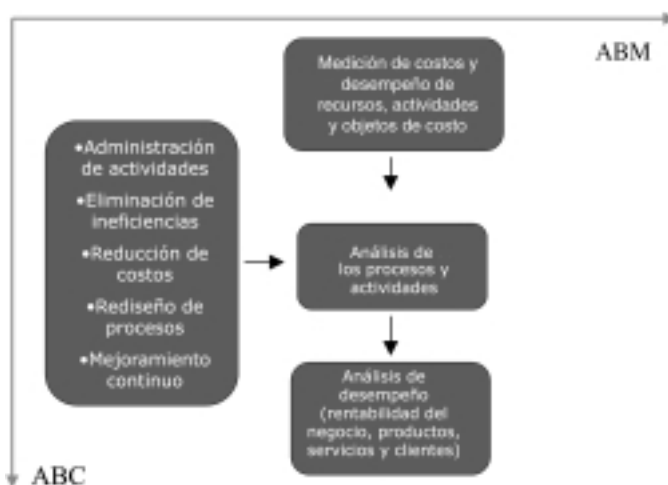 ABM
Medición de costos y
desempeño de
recursos, actividades
y objetos de costo
•Administración
de actividades
•Eliminación de
ineficiencias
•Reducción de
costos
•Rediseño de
procesos
•Mejoramiento
continuo
Análisis de
los procesos y
actividades
Análisis de
desempeño
(rentabilidad del
negocio, productos,
servicios y clientes)
ABC